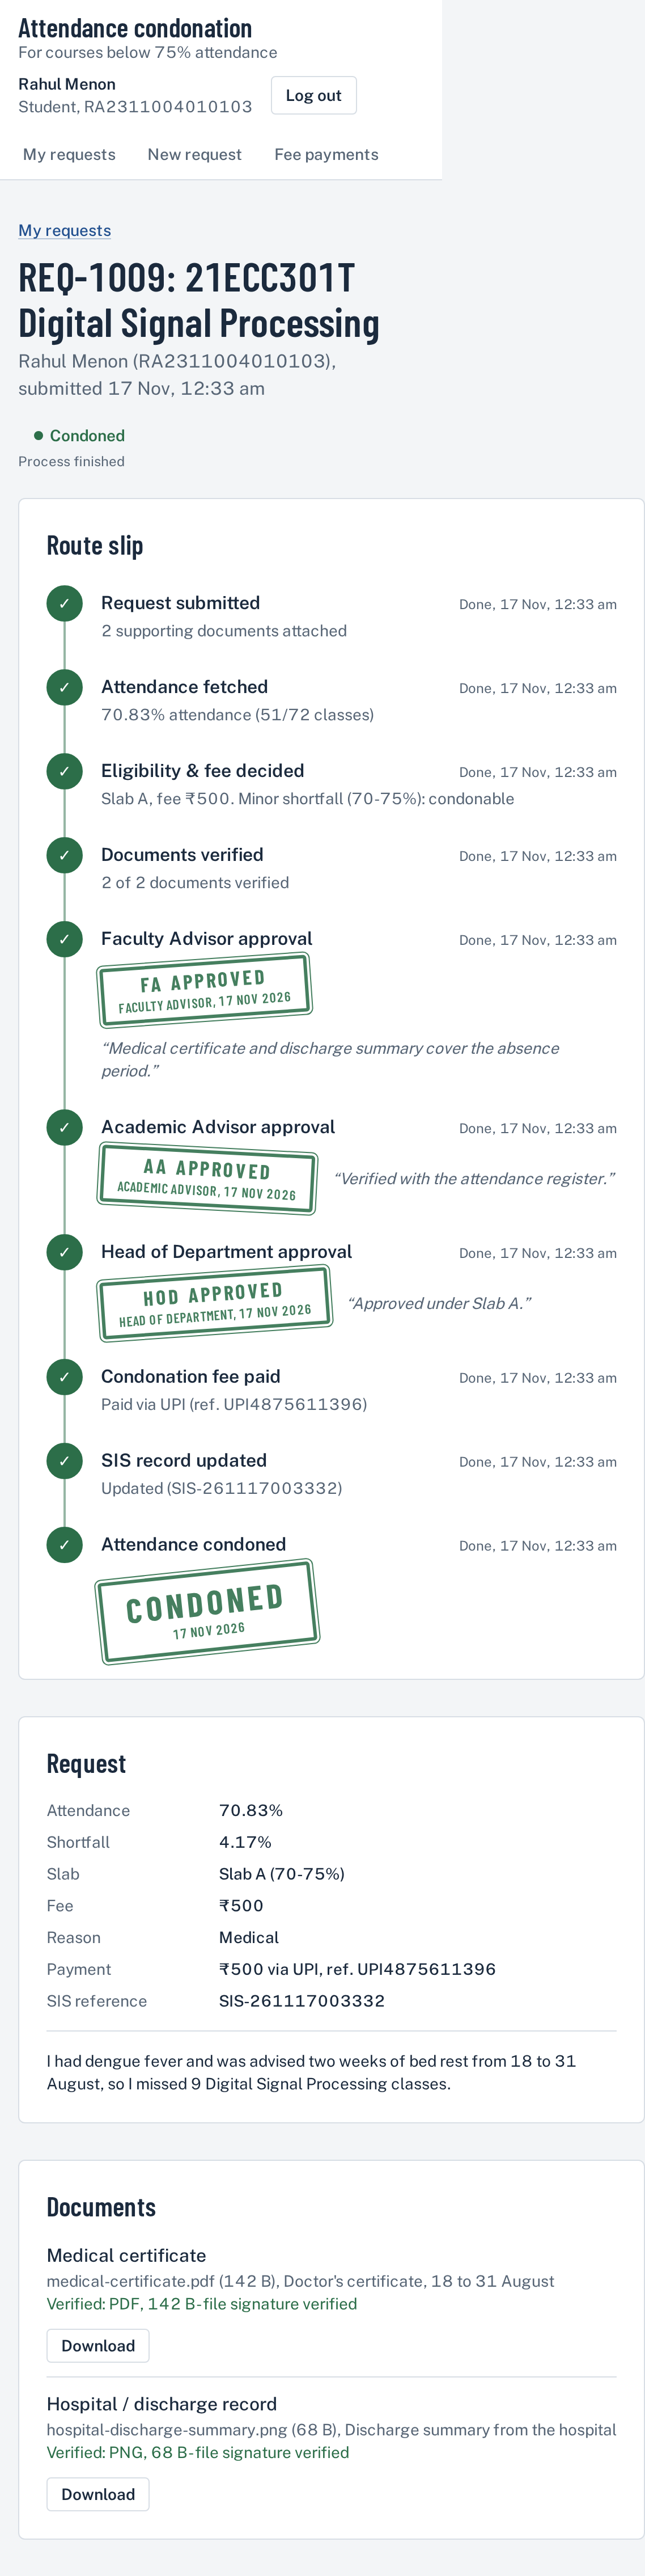 Attendance condonation
For courses below 75% attendance
Rahul Menon
Student, RA2311004010103
Log out
My requests
New request
Fee payments
My requests
REQ-1009: 21ECC301T
Digital Signal Processing
Rahul Menon (RA2311004010103),
submitted 17 Nov, 12:33 am
Condoned
Process finished
Route slip
Request submitted
Done, 17 Nov, 12:33 am
2 supporting documents attached
Attendance fetched
Done, 17 Nov, 12:33 am
70.83% attendance (51/72 classes)
Eligibility & fee decided
Done, 17 Nov, 12:33 am
Slab A, fee ₹500. Minor shortfall (70-75%): condonable
Documents verified
Done, 17 Nov, 12:33 am
2 of 2 documents verified
Faculty Advisor approval
Done, 17 Nov, 12:33 am
FA APPROVED
FACULTY ADVISOR, 17 NOV 2026
“Medical certificate and discharge summary cover the absence
period.”
Academic Advisor approval
Done, 17 Nov, 12:33 am
AA APPROVED
ACADEMIC ADVISOR, 17 NOV 2026
“Verified with the attendance register.”
Head of Department approval
Done, 17 Nov, 12:33 am
HOD APPROVED
HEAD OF DEPARTMENT, 17 NOV 2026
“Approved under Slab A.”
Condonation fee paid
Done, 17 Nov, 12:33 am
Paid via UPI (ref. UPI4875611396)
SIS record updated
Done, 17 Nov, 12:33 am
Updated (SIS-261117003332)
Attendance condoned
Done, 17 Nov, 12:33 am
CONDONED
17 NOV 2026
Request
Attendance 70.83%
Shortfall 4.17%
Slab Slab A (70-75%)
Fee ₹500
Reason Medical
Payment ₹500 via UPI, ref. UPI4875611396
SIS reference SIS-261117003332
I had dengue fever and was advised two weeks of bed rest from 18 to 31
August, so I missed 9 Digital Signal Processing classes.
Documents
Medical certificate
medical-certificate.pdf (142 B), Doctor's certificate, 18 to 31 August
Verified: PDF, 142 B - file signature verified
Download
Hospital / discharge record
hospital-discharge-summary.png (68 B), Discharge summary from the hospital
Verified: PNG, 68 B - file signature verified
Download